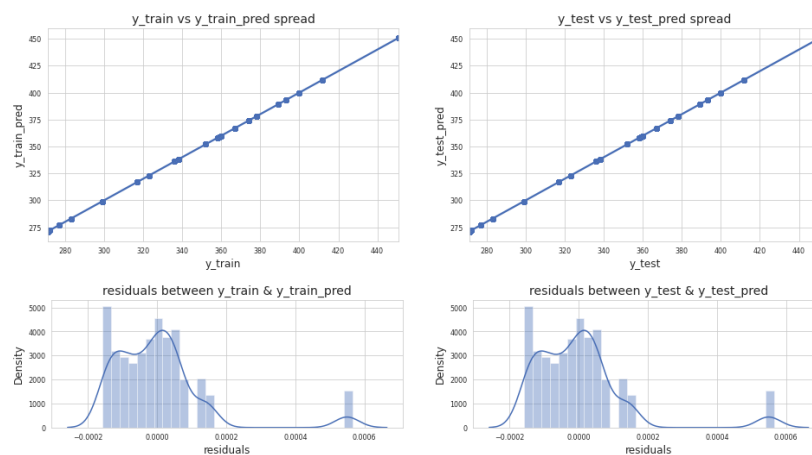 y_train vs y_train_pred spread
y_train_pred
450
425
400
375
350
325
300
275
280 300 320 340 360 380 400 420 440
y_train
y_test vs y_test_pred spread
y_test_pred
450
425
400
375
350
325
300
275
280 300 320 340 360 380 400 420 440
y_test
residuals between y_train & y_train_pred
Density
5000
4000
3000
2000
1000
0
−0.0002 0.0000 0.0002 0.0004 0.0006
residuals
residuals between y_test & y_test_pred
Density
5000
4000
3000
2000
1000
0
−0.0002 0.0000 0.0002 0.0004 0.0006
residuals